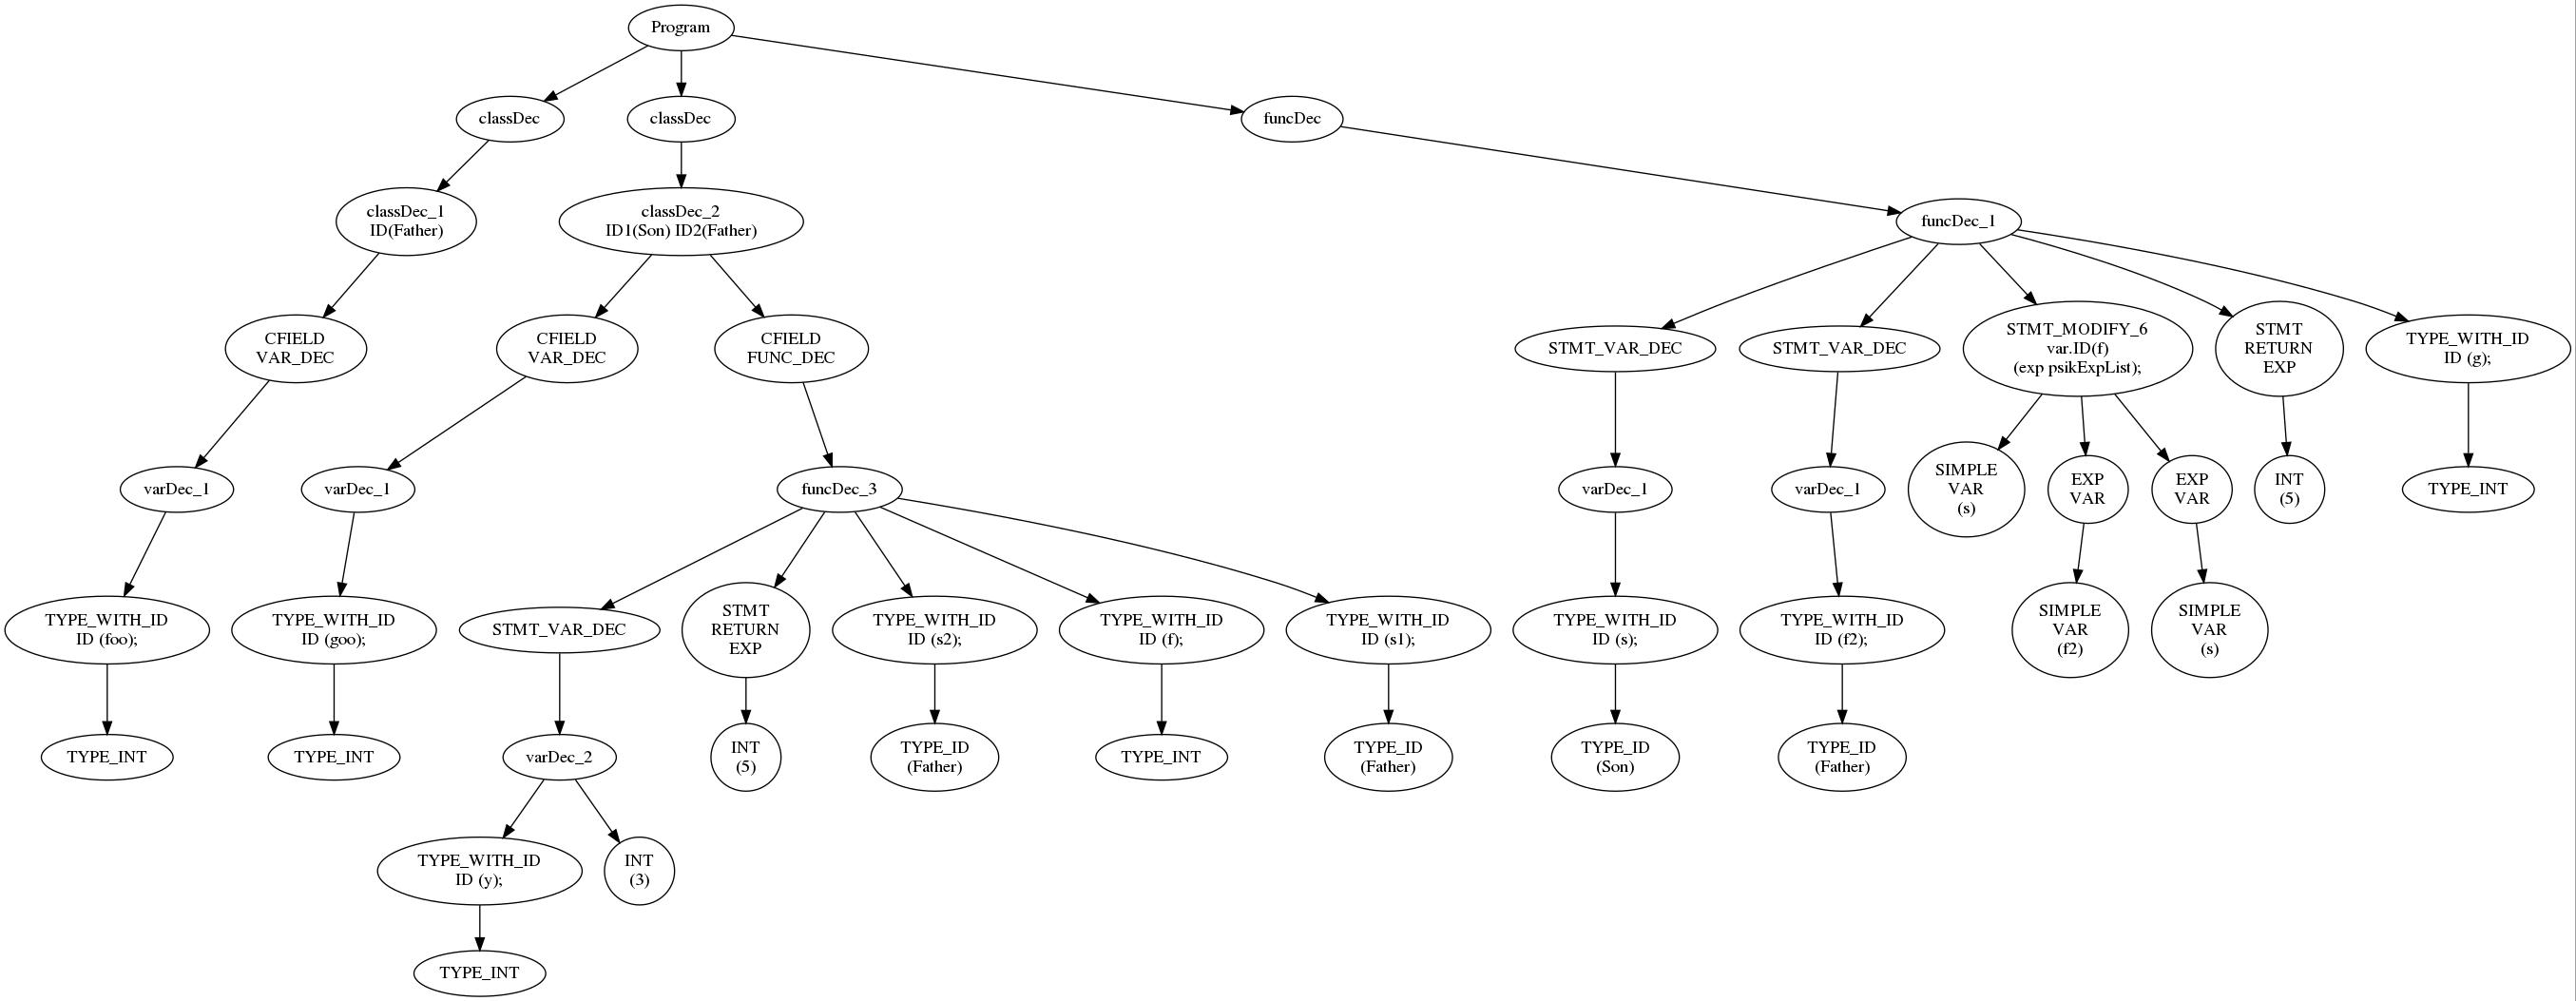 Program
classDec
classDec
funcDec
classDec_1
ID(Father)
classDec_2
ID1(Son) ID2(Father)
funcDec_1
CFIELD
VAR_DEC
CFIELD
VAR_DEC
CFIELD
FUNC_DEC
STMT_VAR_DEC
STMT_VAR_DEC
STMT_MODIFY_6
var.ID(f)
(exp psikExpList);
STMT
RETURN
EXP
TYPE_WITH_ID
ID (g);
varDec_1
varDec_1
funcDec_3
varDec_1
varDec_1
SIMPLE
VAR
(s)
EXP
VAR
EXP
VAR
INT
(5)
TYPE_INT
TYPE_WITH_ID
ID (foo);
TYPE_WITH_ID
ID (goo);
STMT_VAR_DEC
STMT
RETURN
EXP
TYPE_WITH_ID
ID (s2);
TYPE_WITH_ID
ID (f);
TYPE_WITH_ID
ID (s1);
TYPE_WITH_ID
ID (s);
TYPE_WITH_ID
ID (f2);
SIMPLE
VAR
(f2)
SIMPLE
VAR
(s)
TYPE_INT
TYPE_INT
varDec_2
INT
(5)
TYPE_ID
(Father)
TYPE_INT
TYPE_ID
(Father)
TYPE_ID
(Son)
TYPE_ID
(Father)
TYPE_WITH_ID
ID (y);
INT
(3)
TYPE_INT